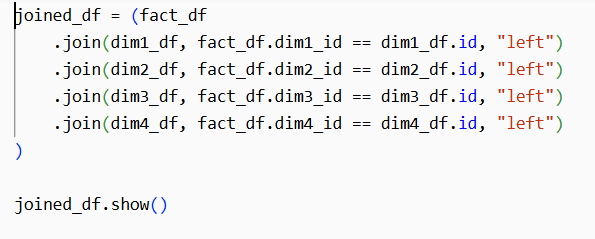 joined_df = (fact_df
    .join(dim1_df, fact_df.dim1_id == dim1_df.id, "left")
    .join(dim2_df, fact_df.dim2_id == dim2_df.id, "left")
    .join(dim3_df, fact_df.dim3_id == dim3_df.id, "left")
    .join(dim4_df, fact_df.dim4_id == dim4_df.id, "left")
)

joined_df.show()